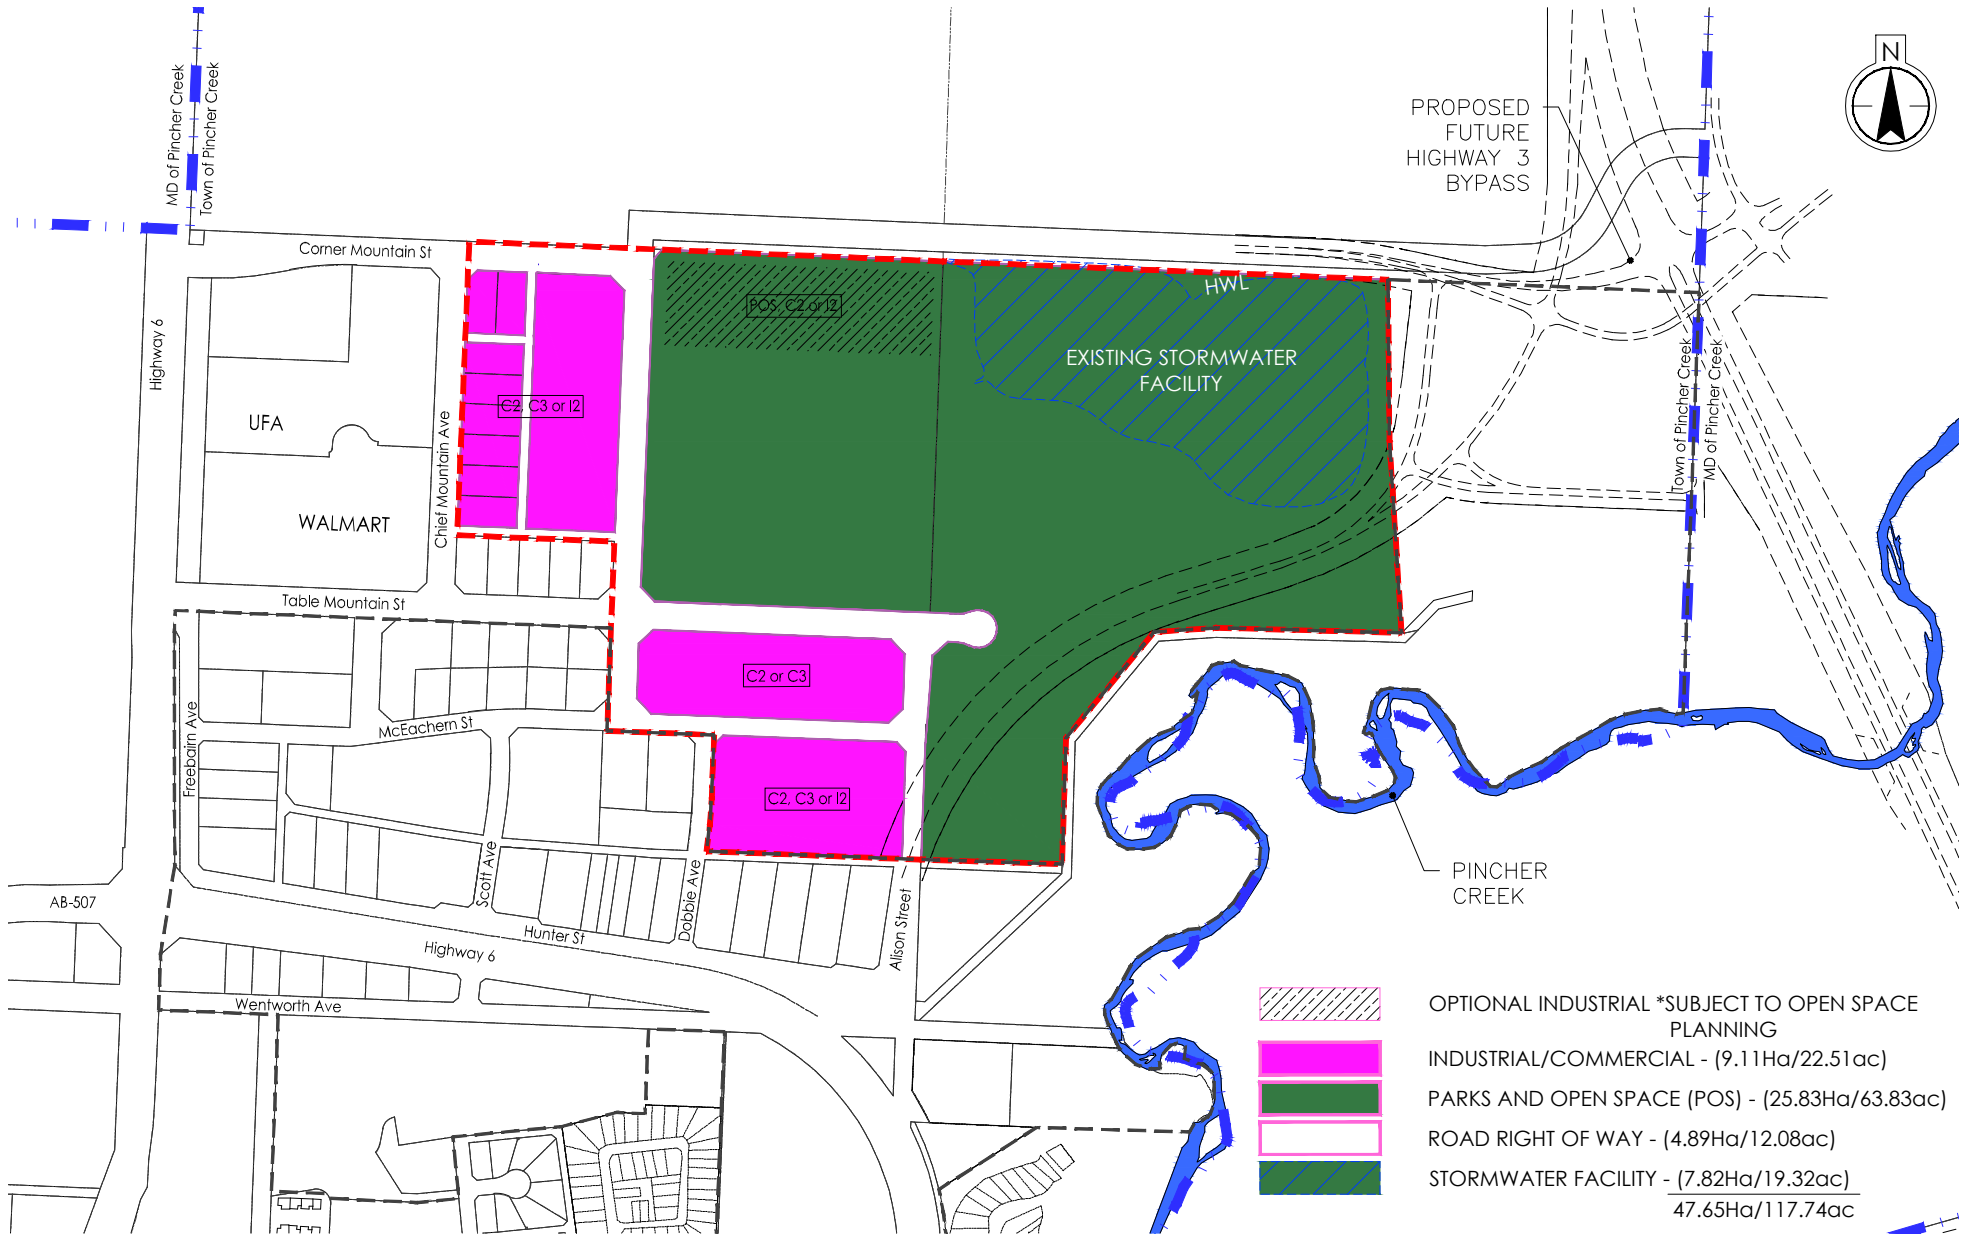 N
MD of Pincher Creek
Town of Pincher Creek
PROPOSED
FUTURE
HIGHWAY 3
BYPASS
Corner Mountain St
HWL
POS, C2 or I2
EXISTING STORMWATER
FACILITY
Highway 6
UFA
C2, C3 or I2
Chief Mountain Ave
WALMART
Town of Pincher Creek
MD of Pincher Creek
Table Mountain St
C2 or C3
McEachern St
Freebairn Ave
C2, C3 or I2
PINCHER
CREEK
AB-507
Scott Ave
Dobbie Ave
Alison Street
Hunter St
Highway 6
Wentworth Ave
OPTIONAL INDUSTRIAL *SUBJECT TO OPEN SPACE
PLANNING
INDUSTRIAL/COMMERCIAL - (9.11Ha/22.51ac)
PARKS AND OPEN SPACE (POS) - (25.83Ha/63.83ac)
ROAD RIGHT OF WAY - (4.89Ha/12.08ac)
STORMWATER FACILITY - (7.82Ha/19.32ac)
47.65Ha/117.74ac